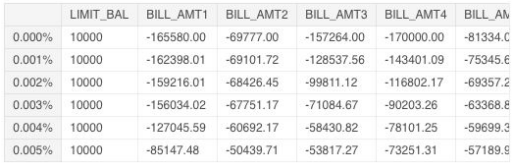 LIMIT_BAL BILL_AMT1 BILL_AMT2 BILL_AMT3 BILL_AMT4 BILL_AM
0.000% 10000 -165580.00 -69777.00 -157264.00 -170000.00 -81334.0
0.001% 10000 -162398.01 -69101.72 -128537.56 -143401.09 -75345.6
0.002% 10000 -159216.01 -68426.45 -99811.12 -116802.17 -69357.2
0.003% 10000 -156034.02 -67751.17 -71084.67 -90203.26 -63368.8
0.004% 10000 -127045.59 -60692.17 -58430.82 -78101.25 -59699.3
0.005% 10000 -85147.48 -50439.71 -53817.27 -73251.31 -57189.9